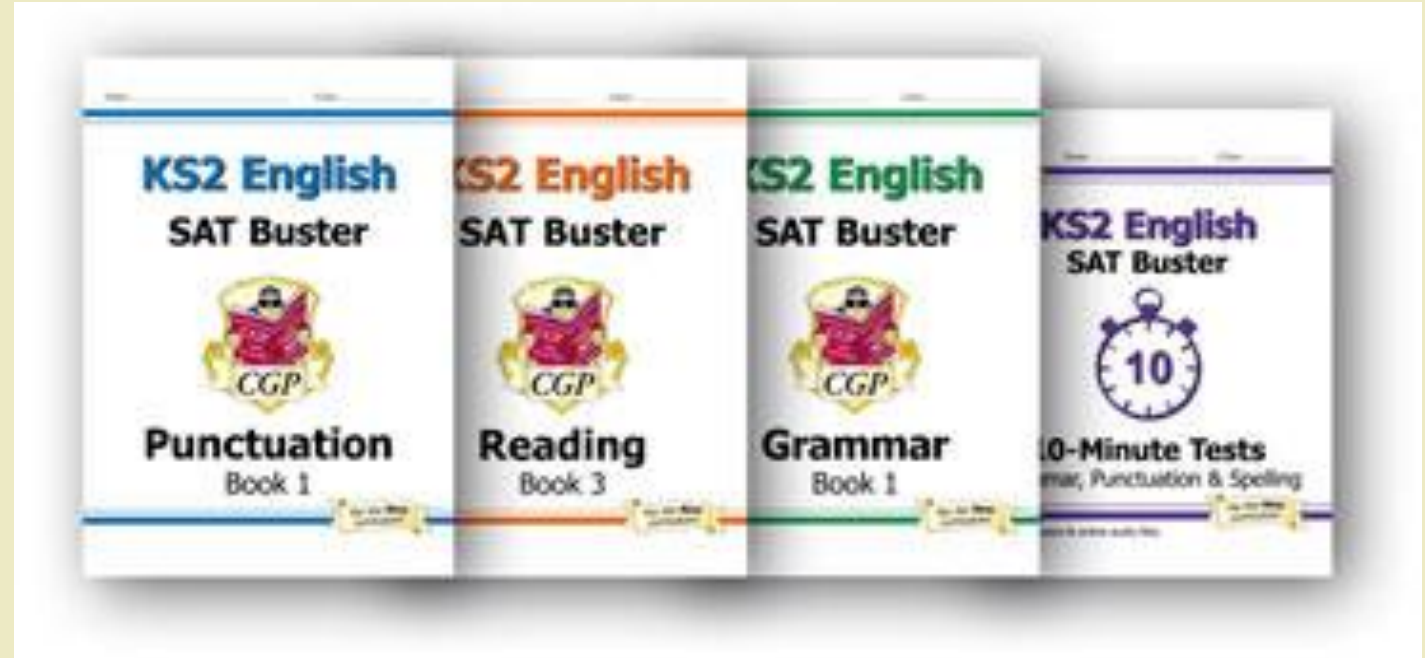 KS2 English
SAT Buster
CGP
Punctuation
Book 1
KS2 English
SAT Buster
CGP
Reading
Book 3
KS2 English
SAT Buster
CGP
Grammar
Book 1
KS2 English
SAT Buster
10
10-Minute Tests
Punctuation & Spelling